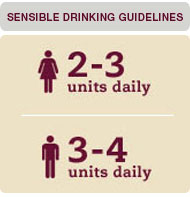 SENSIBLE DRINKING GUIDELINES
2-3
units daily
3-4
units daily